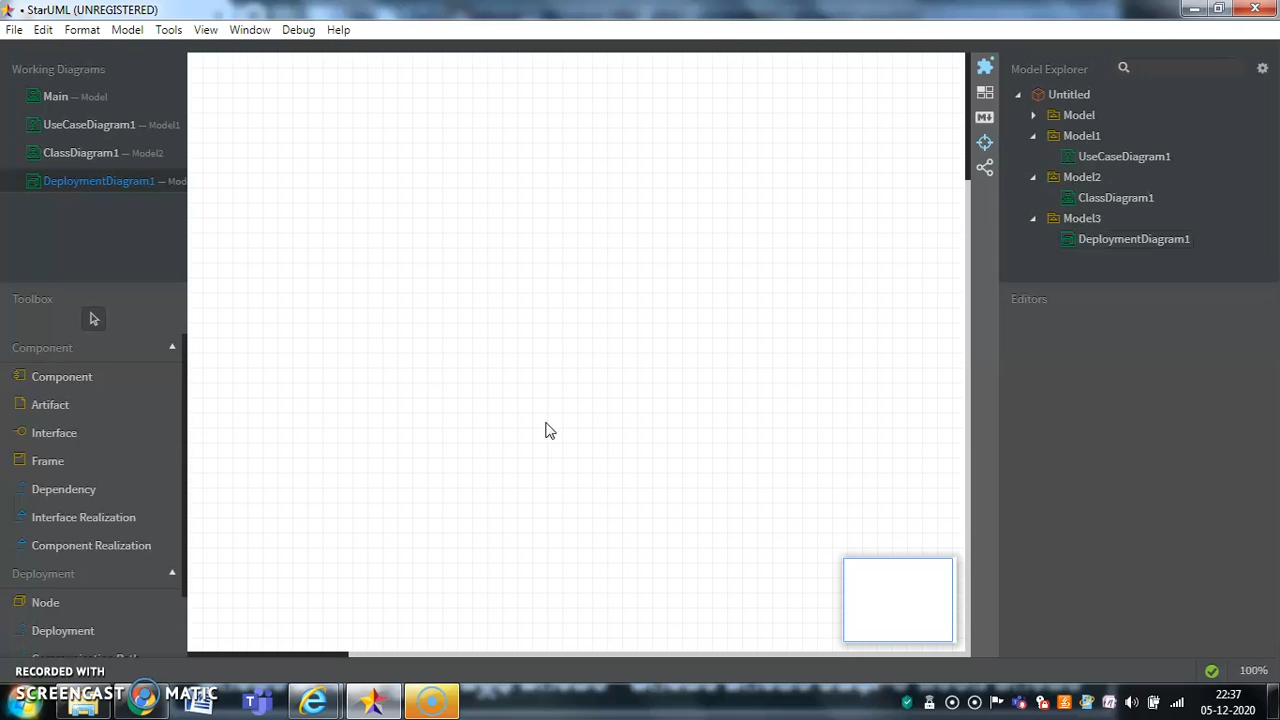 • StarUML (UNREGISTERED)
File Edit Format Model Tools View Window Debug Help
Working Diagrams
Main — Model
UseCaseDiagram1 — Model1
ClassDiagram1 — Model2
DeploymentDiagram1 — Mod
Toolbox
Component
Component
Artifact
Interface
Frame
Dependency
Interface Realization
Component Realization
Deployment
Node
Deployment
M↓
Model Explorer
Untitled
Model
Model1
UseCaseDiagram1
Model2
ClassDiagram1
Model3
DeploymentDiagram1
Editors
100%
RECORDED WITH
SCREENCAST MATIC
22:37
05-12-2020